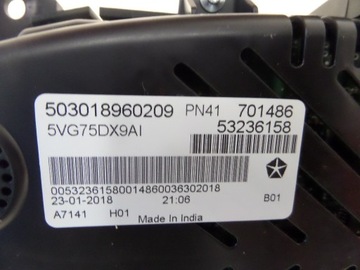 503018960209 PN41 701486
5VG75DX9AI 53236158
00532361580014860036302018
23-01-2018 21:06 B01
A7141 H01 Made In India